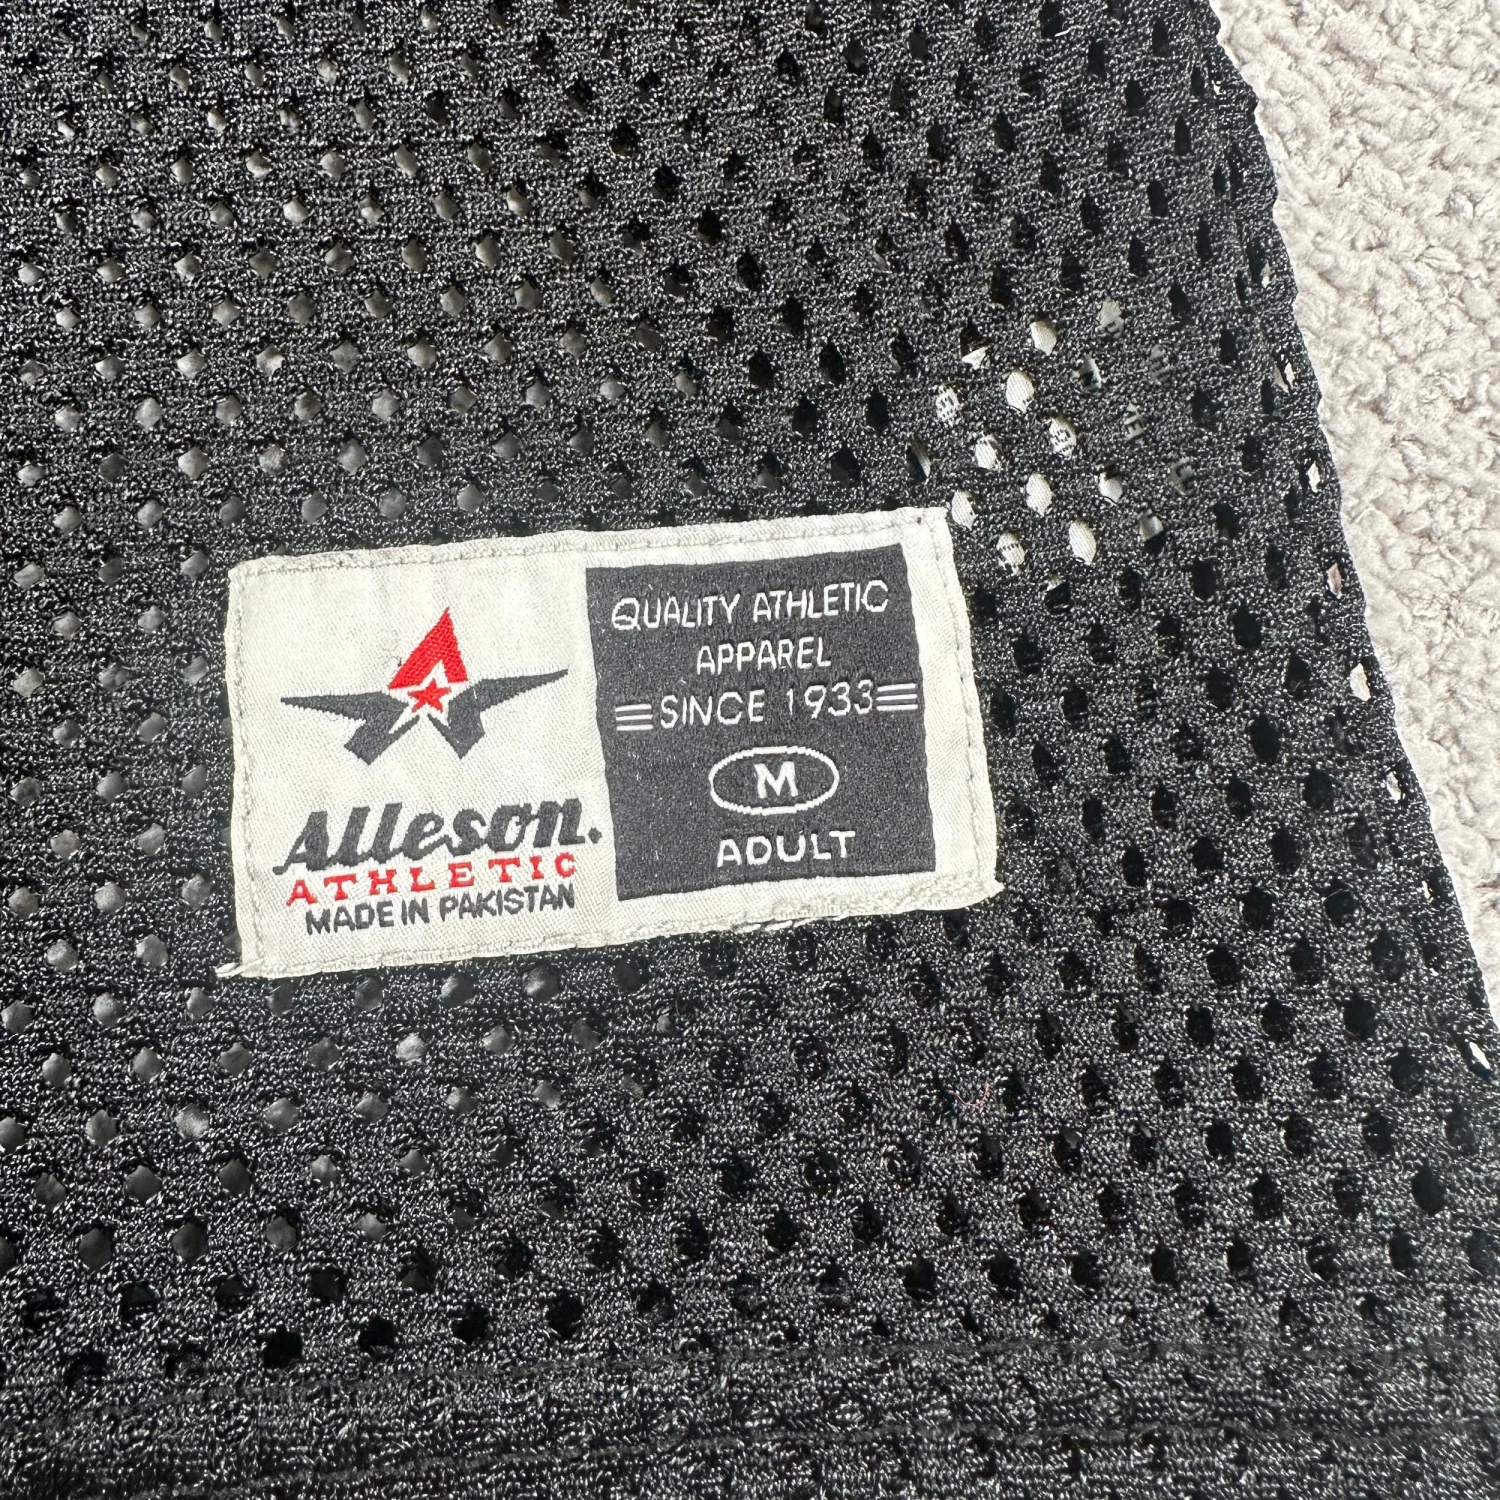 Alleson.
ATHLETIC
MADE IN PAKISTAN
QUALITY ATHLETIC
APPAREL
SINCE 1933
M
ADULT